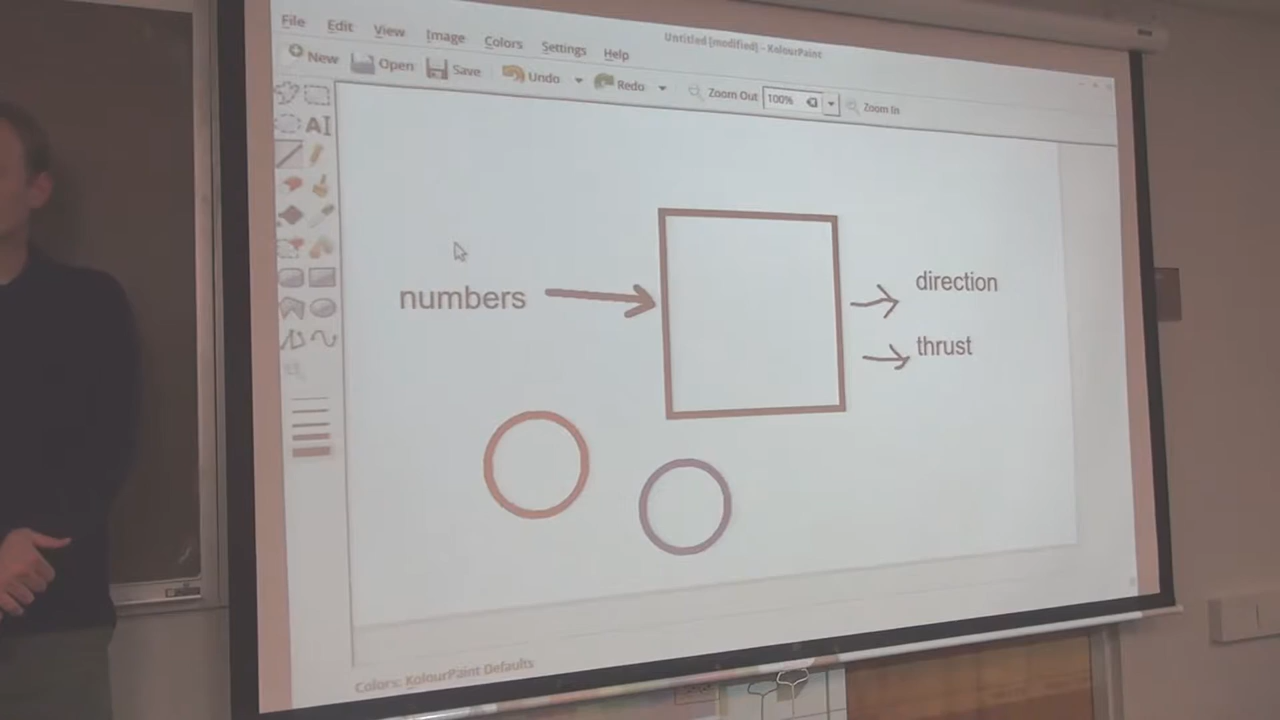 Untitled [modified] - KolourPaint
File Edit View Image Colors Settings Help
New Open Save Undo Redo Zoom Out 100% Zoom In
AI
numbers
direction
thrust
Colors: KolourPaint Defaults